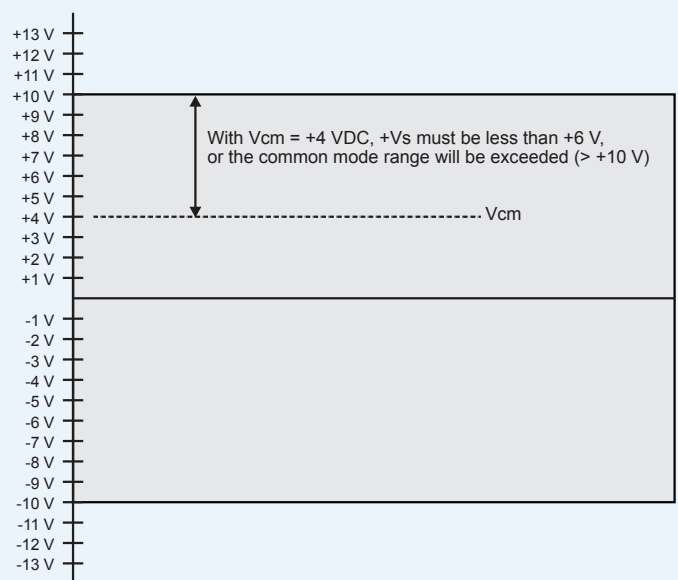 +13 V
+12 V
+11 V
+10 V
+9 V
+8 V
+7 V
+6 V
+5 V
+4 V
+3 V
+2 V
+1 V
-1 V
-2 V
-3 V
-4 V
-5 V
-6 V
-7 V
-8 V
-9 V
-10 V
-11 V
-12 V
-13 V
With Vcm = +4 VDC, +Vs must be less than +6 V,
or the common mode range will be exceeded (> +10 V)
Vcm